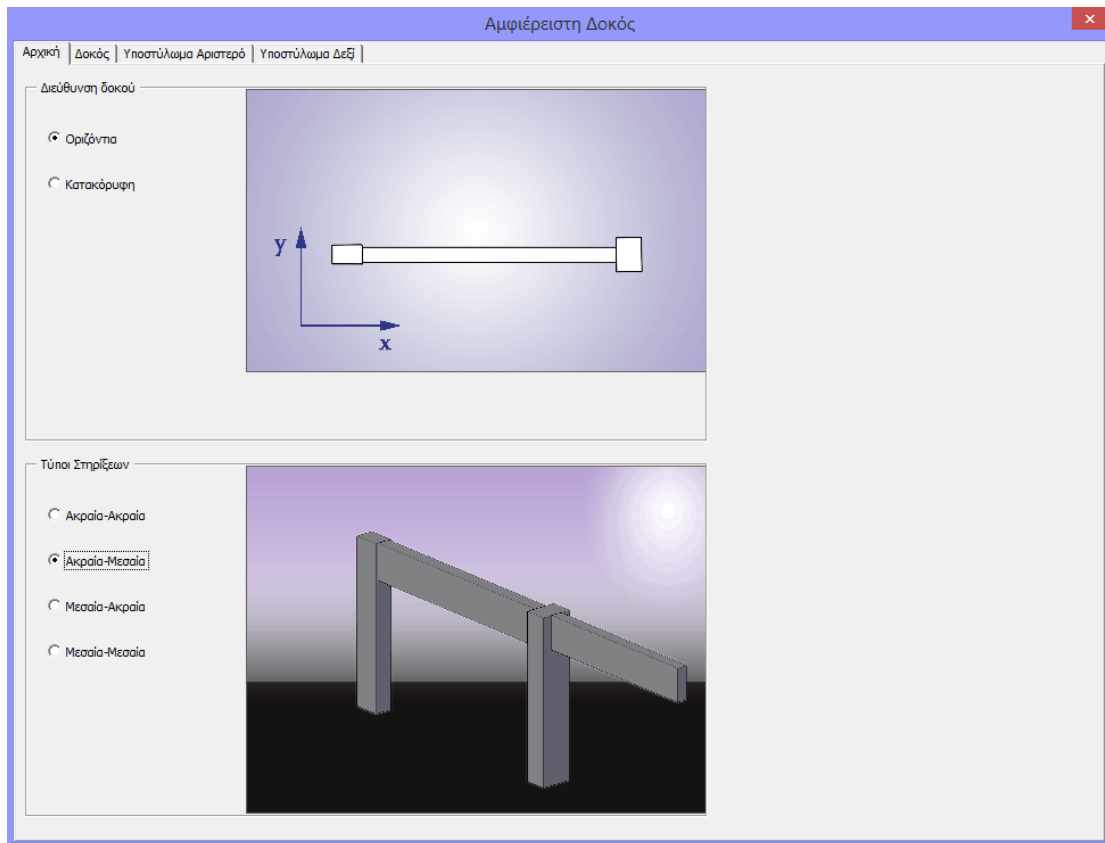 Αμφιέρειστη Δοκός
Αρχική Δοκός Υποστύλωμα Αριστερό Υποστύλωμα Δεξί
Διεύθυνση δοκού
Οριζόντια
Κατακόρυφη
y
x
Τύποι Στηρίξεων
Ακραία-Ακραία
Ακραία-Μεσαία
Μεσαία-Ακραία
Μεσαία-Μεσαία